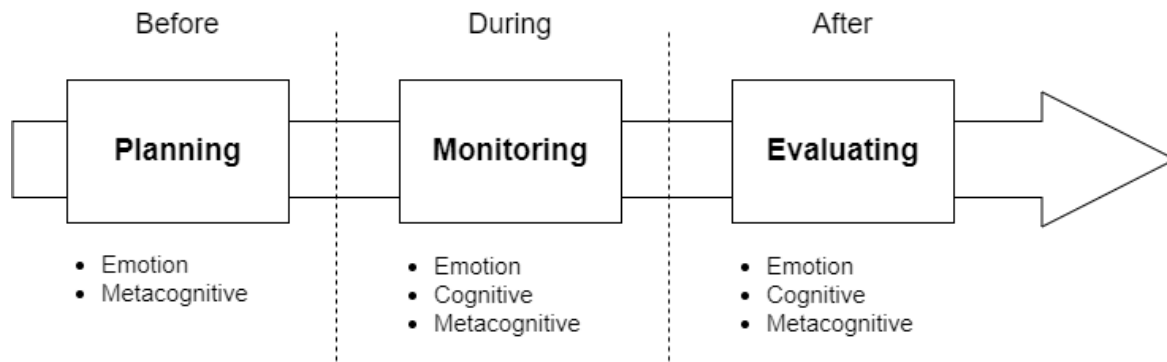 Before
During
After
Planning
Monitoring
Evaluating
• Emotion
• Metacognitive
• Emotion
• Cognitive
• Metacognitive
• Emotion
• Cognitive
• Metacognitive